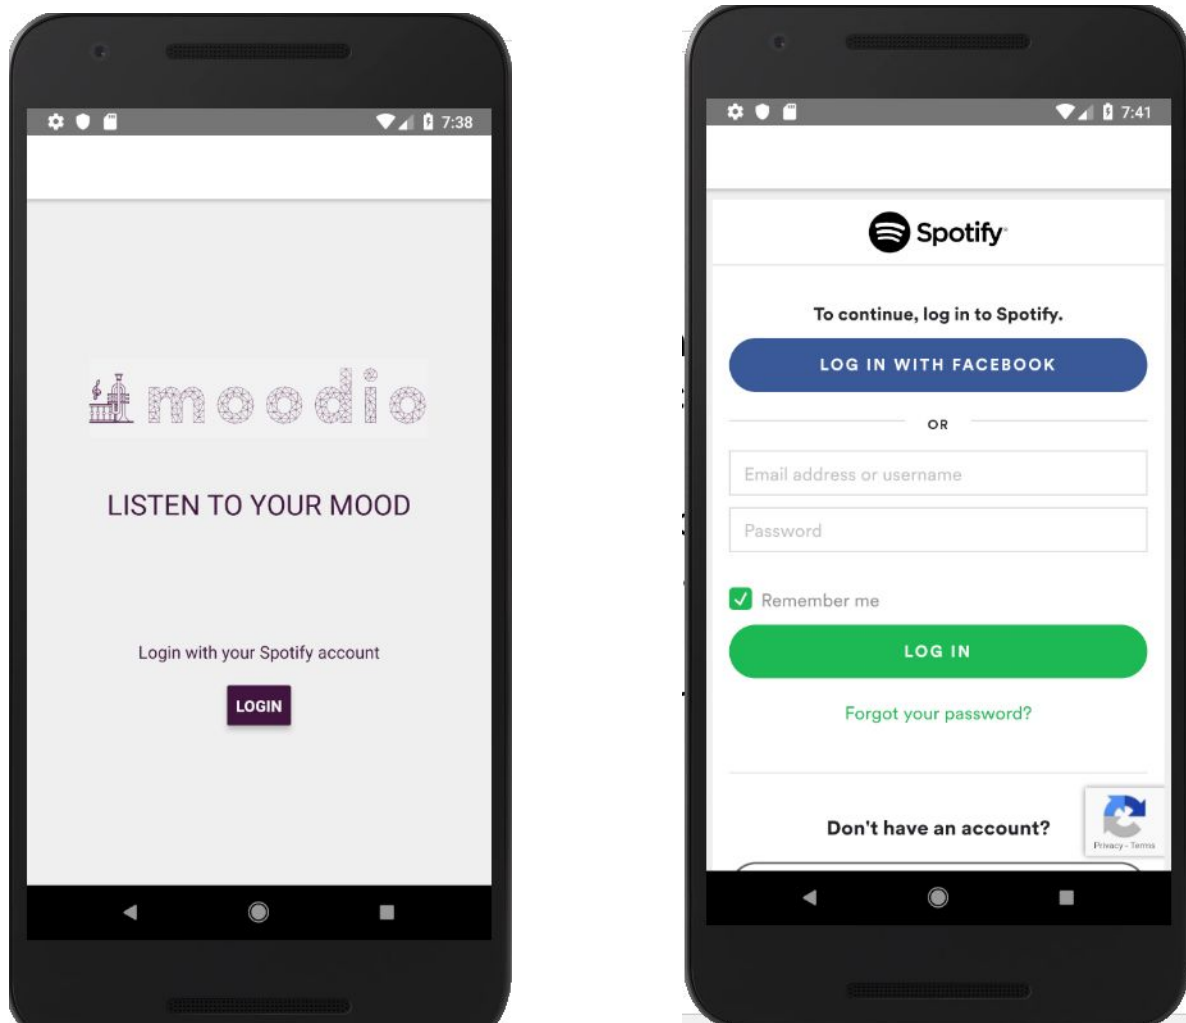 7:38
moodio
LISTEN TO YOUR MOOD
Login with your Spotify account
LOGIN
7:41
Spotify
To continue, log in to Spotify.
LOG IN WITH FACEBOOK
OR
Email address or username
Password
Remember me
LOG IN
Forgot your password?
Don't have an account?
Privacy - Terms